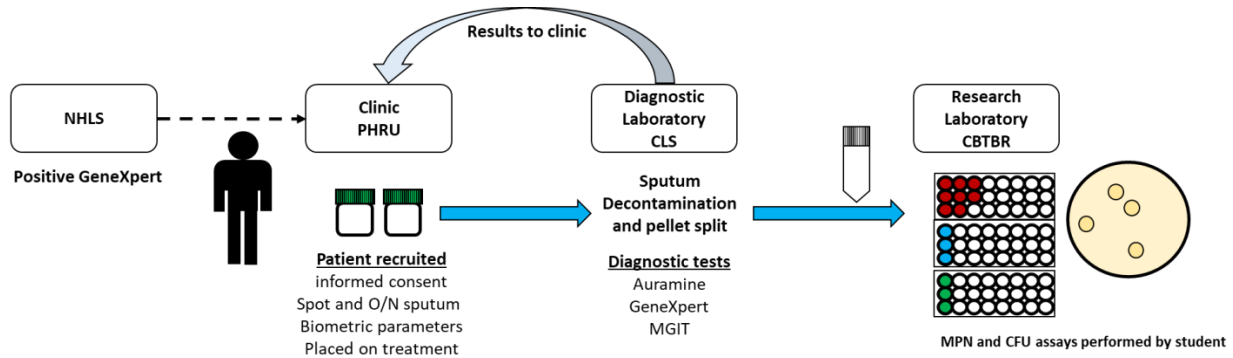 Results to clinic
NHLS
Positive GeneXpert
Clinic
PHRU
Patient recruited
informed consent
Spot and O/N sputum
Biometric parameters
Placed on treatment
Diagnostic
Laboratory
CLS
Sputum
Decontamination
and pellet split
Diagnostic tests
Auramine
GeneXpert
MGIT
Research
Laboratory
CBTBR
MPN and CFU assays performed by student